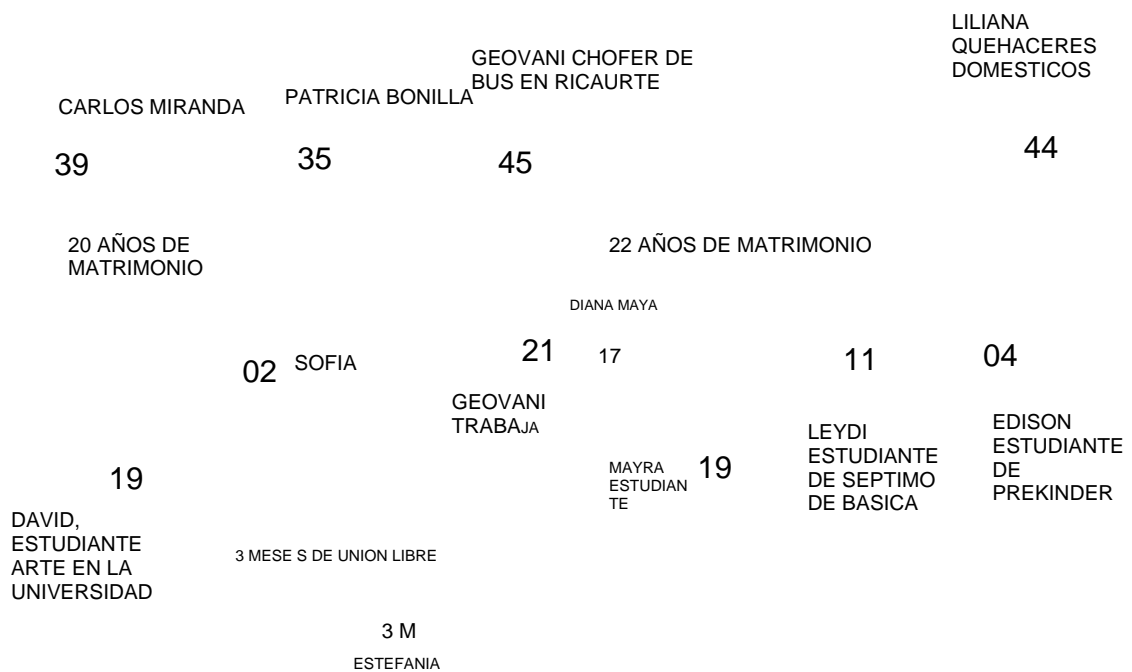 LILIANA
QUEHACERES
DOMESTICOS
GEOVANI CHOFER DE
BUS EN RICAURTE
PATRICIA BONILLA
CARLOS MIRANDA
39
35
45
44
20 AÑOS DE
MATRIMONIO
22 AÑOS DE MATRIMONIO
DIANA MAYA
02
SOFIA
21
17
11
04
GEOVANI
TRABAJA
19
DAVID,
ESTUDIANTE
ARTE EN LA
UNIVERSIDAD
MAYRA
ESTUDIAN
TE
19
LEYDI
ESTUDIANTE
DE SEPTIMO
DE BASICA
EDISON
ESTUDIANTE
DE
PREKINDER
3 MESE S DE UNION LIBRE
3 M
ESTEFANIA